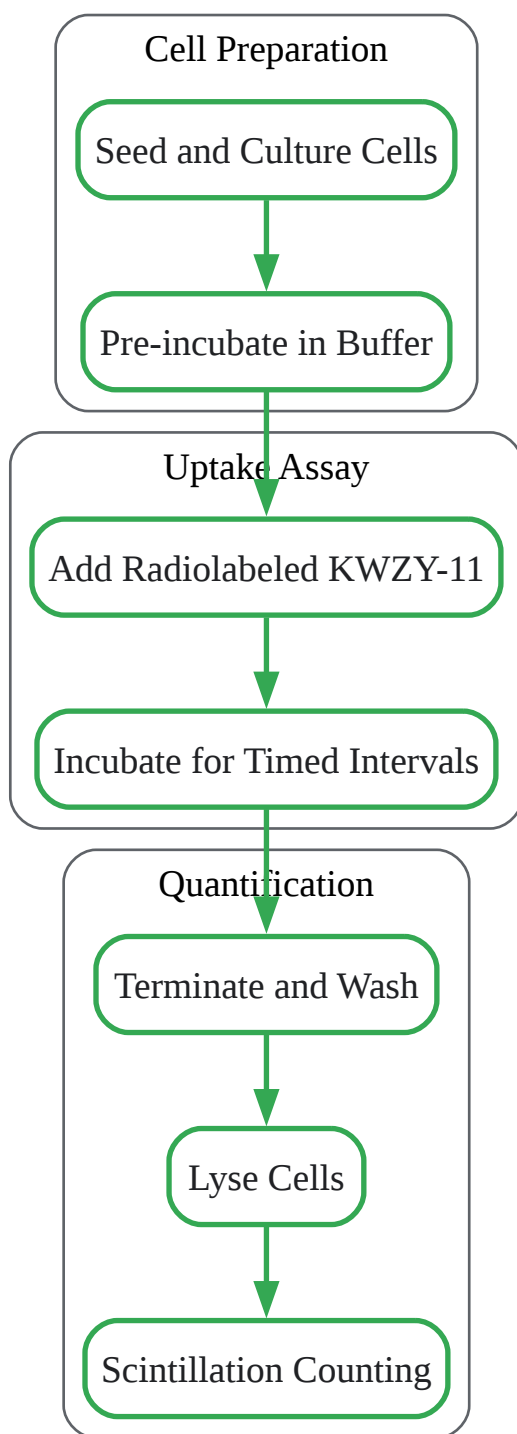 Cell Preparation
Seed and Culture Cells
Pre-incubate in Buffer
Uptake Assay
Add Radiolabeled KWZY-11
Incubate for Timed Intervals
Quantification
Terminate and Wash
Lyse Cells
Scintillation Counting